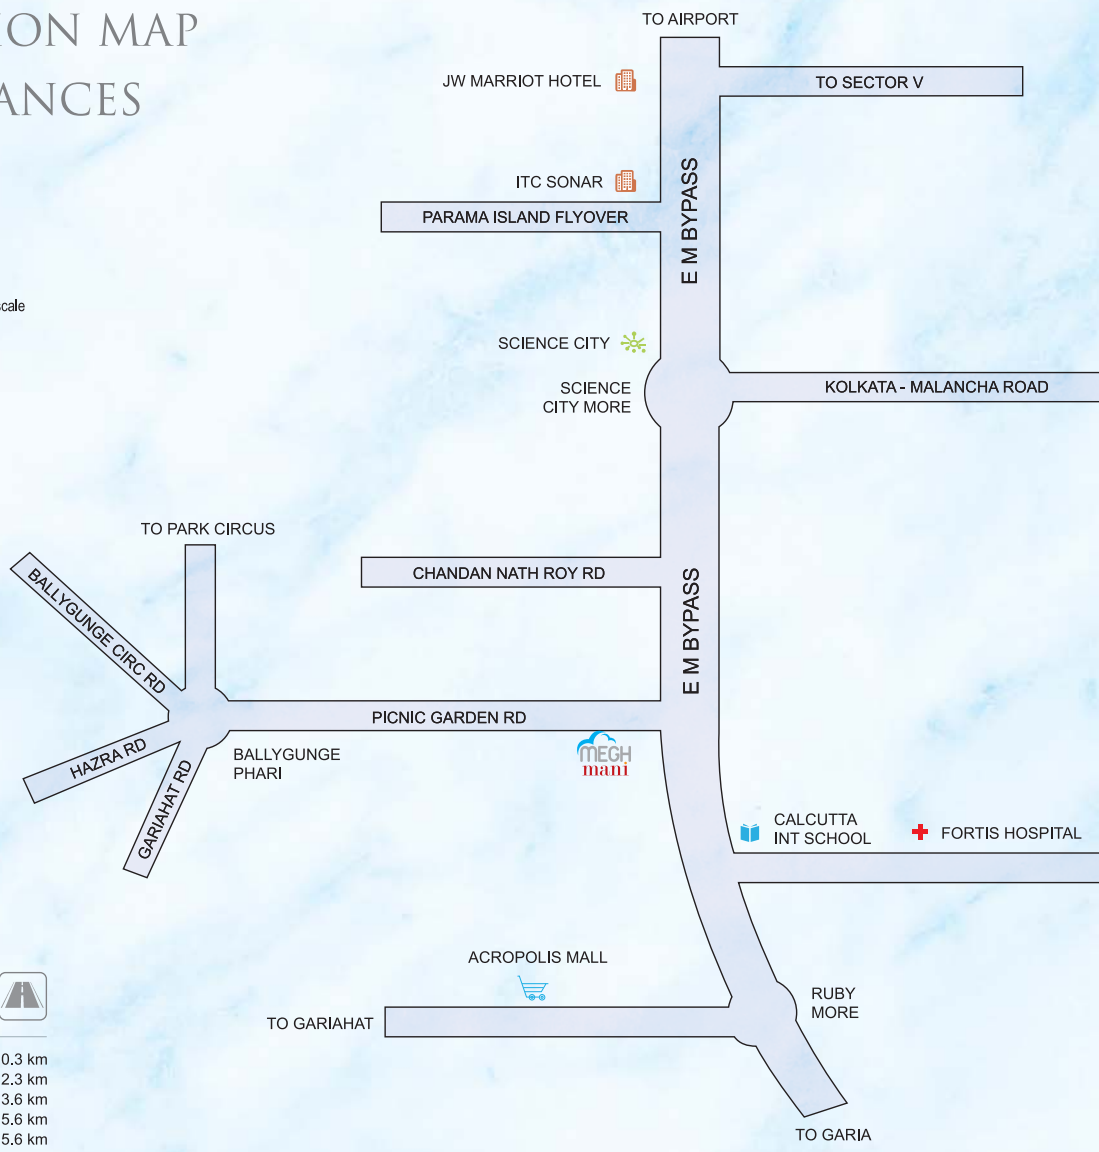 ION MAP
ANCES
cale
TO AIRPORT
JW MARRIOT HOTEL
TO SECTOR V
ITC SONAR
PARAMA ISLAND FLYOVER
E M BYPASS
SCIENCE CITY
SCIENCE
CITY MORE
KOLKATA - MALANCHA ROAD
TO PARK CIRCUS
CHANDAN NATH ROY RD
BALLYGUNGE CIRC RD
E M BYPASS
PICNIC GARDEN RD
HAZRA RD
GARIAHAT RD
BALLYGUNGE
PHARI
MEGH
mani
CALCUTTA
INT SCHOOL
FORTIS HOSPITAL
ACROPOLIS MALL
TO GARIAHAT
RUBY
MORE
TO GARIA
0.3 km
2.3 km
3.6 km
5.6 km
5.6 km